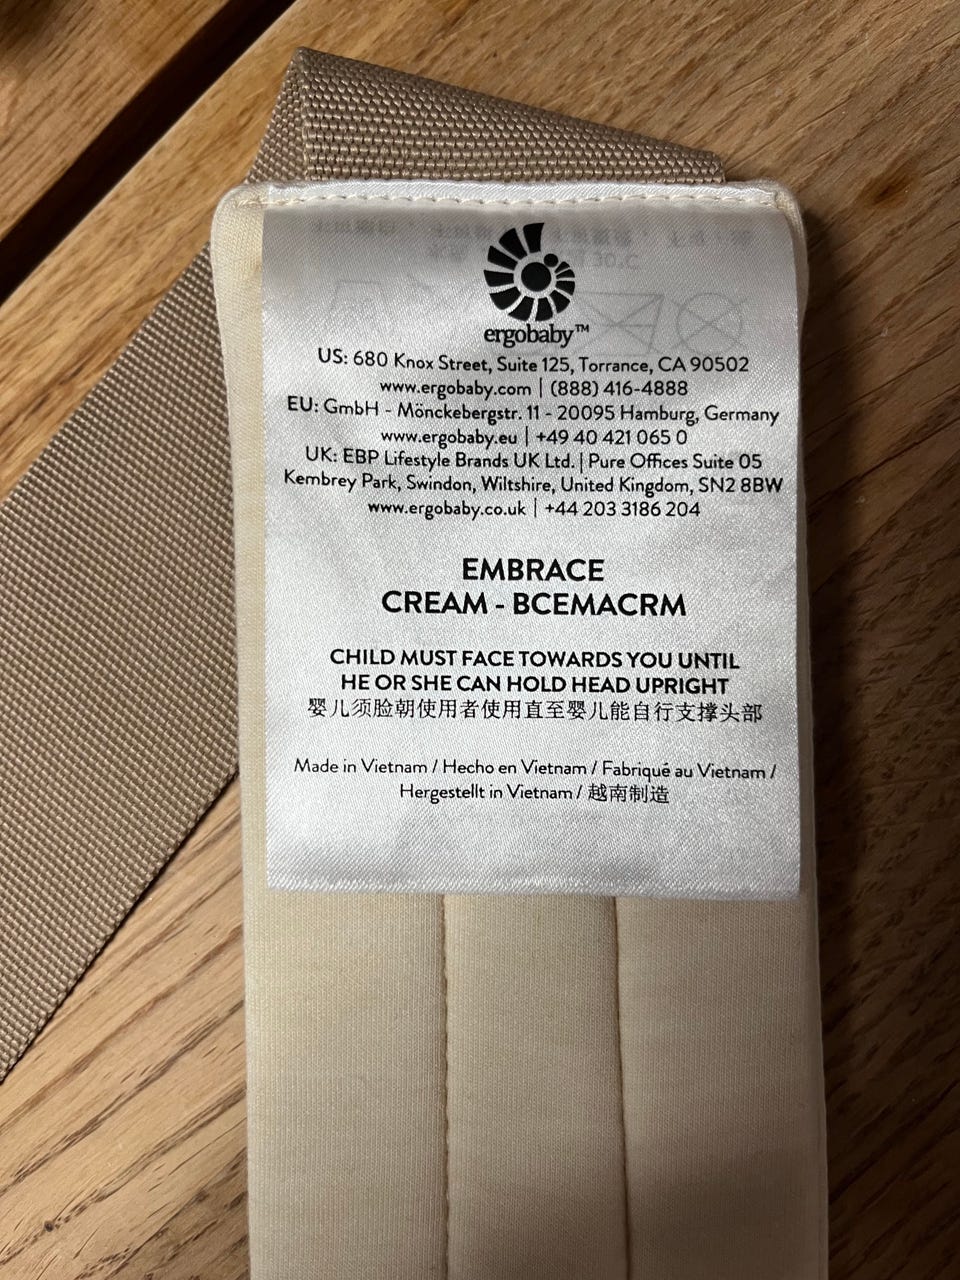 ergobaby™
US: 680 Knox Street, Suite 125, Torrance, CA 90502
www.ergobaby.com | (888) 416-4888
EU: GmbH - Mönckebergstr. 11 - 20095 Hamburg, Germany
www.ergobaby.eu | +49 40 421 065 0
UK: EBP Lifestyle Brands UK Ltd. | Pure Offices Suite 05
Kembrey Park, Swindon, Wiltshire, United Kingdom, SN2 8BW
www.ergobaby.co.uk | +44 203 3186 204
EMBRACE
CREAM - BCEMACRM
CHILD MUST FACE TOWARDS YOU UNTIL
HE OR SHE CAN HOLD HEAD UPRIGHT
婴儿须脸朝使用者使用直至婴儿能自行支撑头部
Made in Vietnam / Hecho en Vietnam / Fabriqué au Vietnam /
Hergestellt in Vietnam / 越南制造